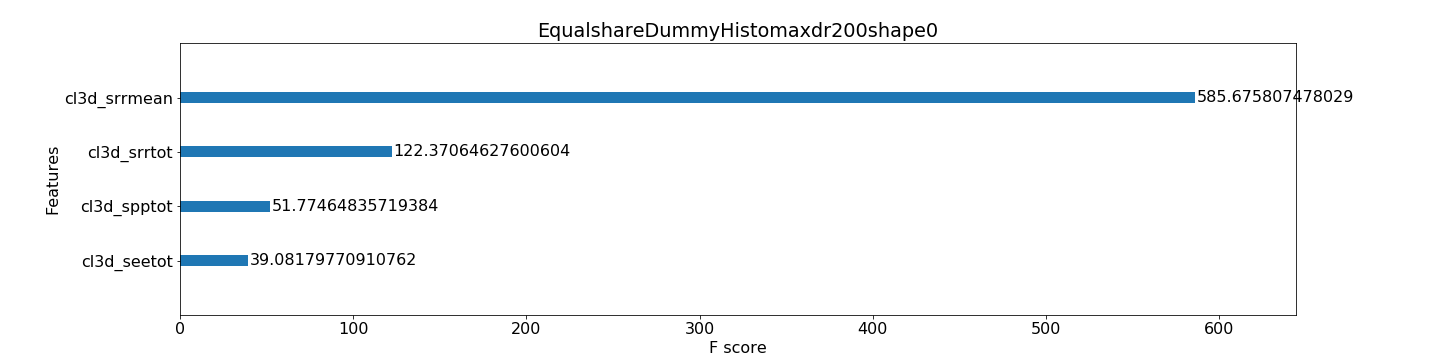 EqualshareDummyHistomaxdr200shape0
Features
cl3d_srrmean
585.675807478029
cl3d_srrtot
122.37064627600604
cl3d_spptot
51.77464835719384
cl3d_seetot
39.08179770910762
0 100 200 300 400 500 600
F score